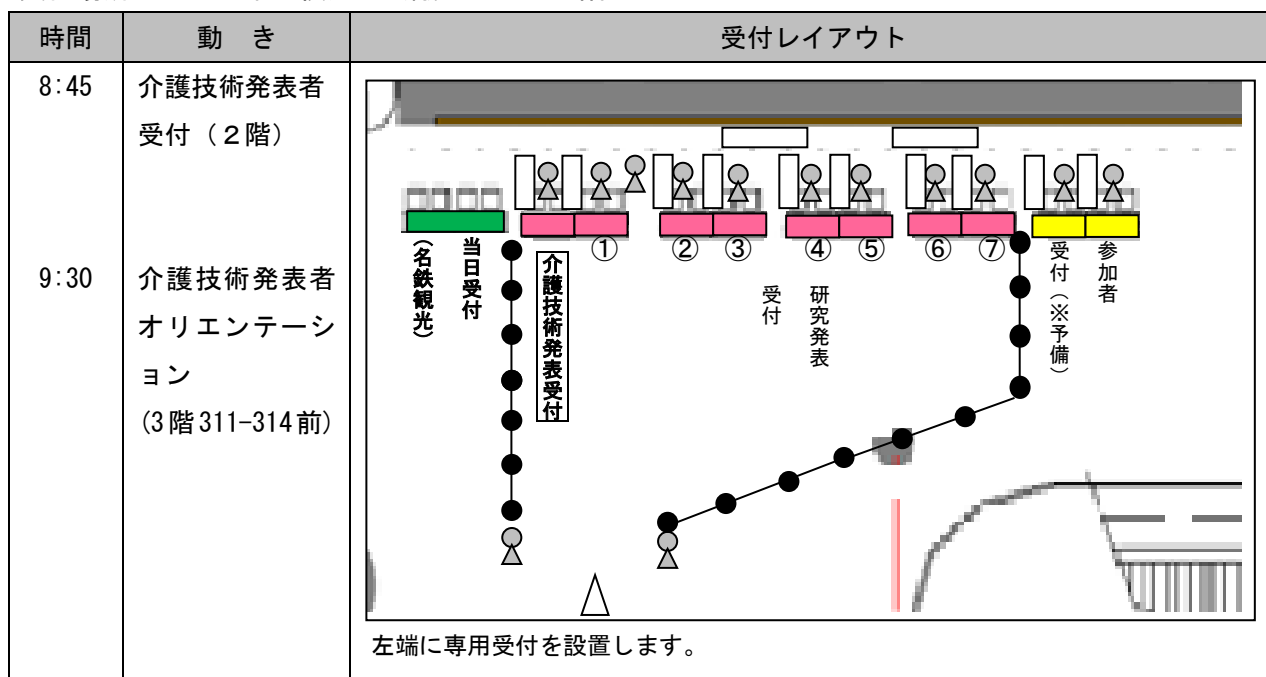 時間 動 き 受付レイアウト
8:45 介護技術発表者
受付（２階）
9:30 介護技術発表者
オリエンテーシ
ョン
(3階311-314前)
① ② ③ ④ ⑤ ⑥ ⑦
当日受付
（名鉄観光）
介護技術発表受付
研究発表
受付
参加者
受付（※予備）
左端に専用受付を設置します。